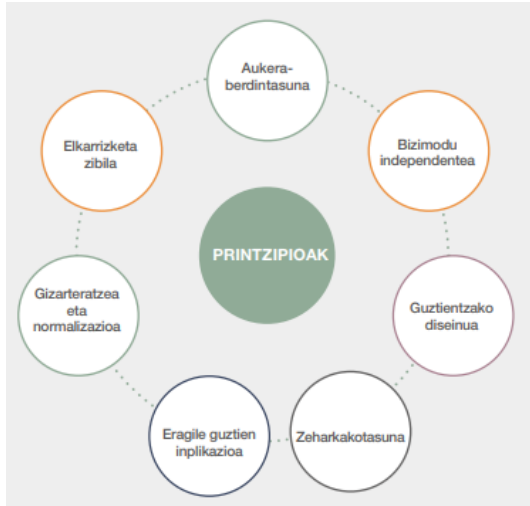 Aukera-
berdintasuna
Bizimodu
independentea
Guztientzako
diseinua
Zeharkakotasuna
Eragile guztien
inplikazioa
Gizarteratzea
eta
normalizazioa
Elkarrizketa
zibila
PRINTZIPIOAK